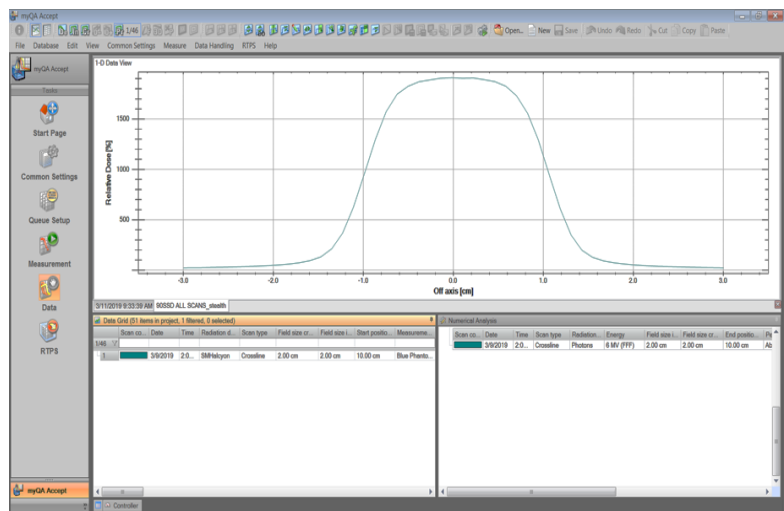 myQA Accept
1/46 Open... New Save Undo Redo Cut Copy Paste
File Database Edit View Common Settings Measure Data Handling RTPS Help
myQA Accept
Tasks
Start Page
Common Settings
Queue Setup
Measurement
Data
RTPS
myQA Accept
1-D Data View
Relative Dose [%]
1500
1000
500
-3.0 -2.0 -1.0 0.0 1.0 2.0 3.0
Off axis [cm]
3/11/2019 9:33:39 AM 90SSD ALL SCANS_stealth
Data Grid (51 items in project, 1 filtered, 0 selected)
Scan co... Date Time Radiation d... Scan type Field size cr... Field size i... Start positio... Measureme...
1/46
1 3/9/2019 2:0... SMHalcyon Crossline 2.00 cm 2.00 cm 10.00 cm Blue Phanto...
Numerical Analysis
Scan co... Date Time Scan type Radiation... Energy Field size i... Field size cr... End positio... Pe
3/9/2019 2:0... Crossline Photons 6 MV (FFF) 2.00 cm 2.00 cm 10.00 cm Ab
Controller